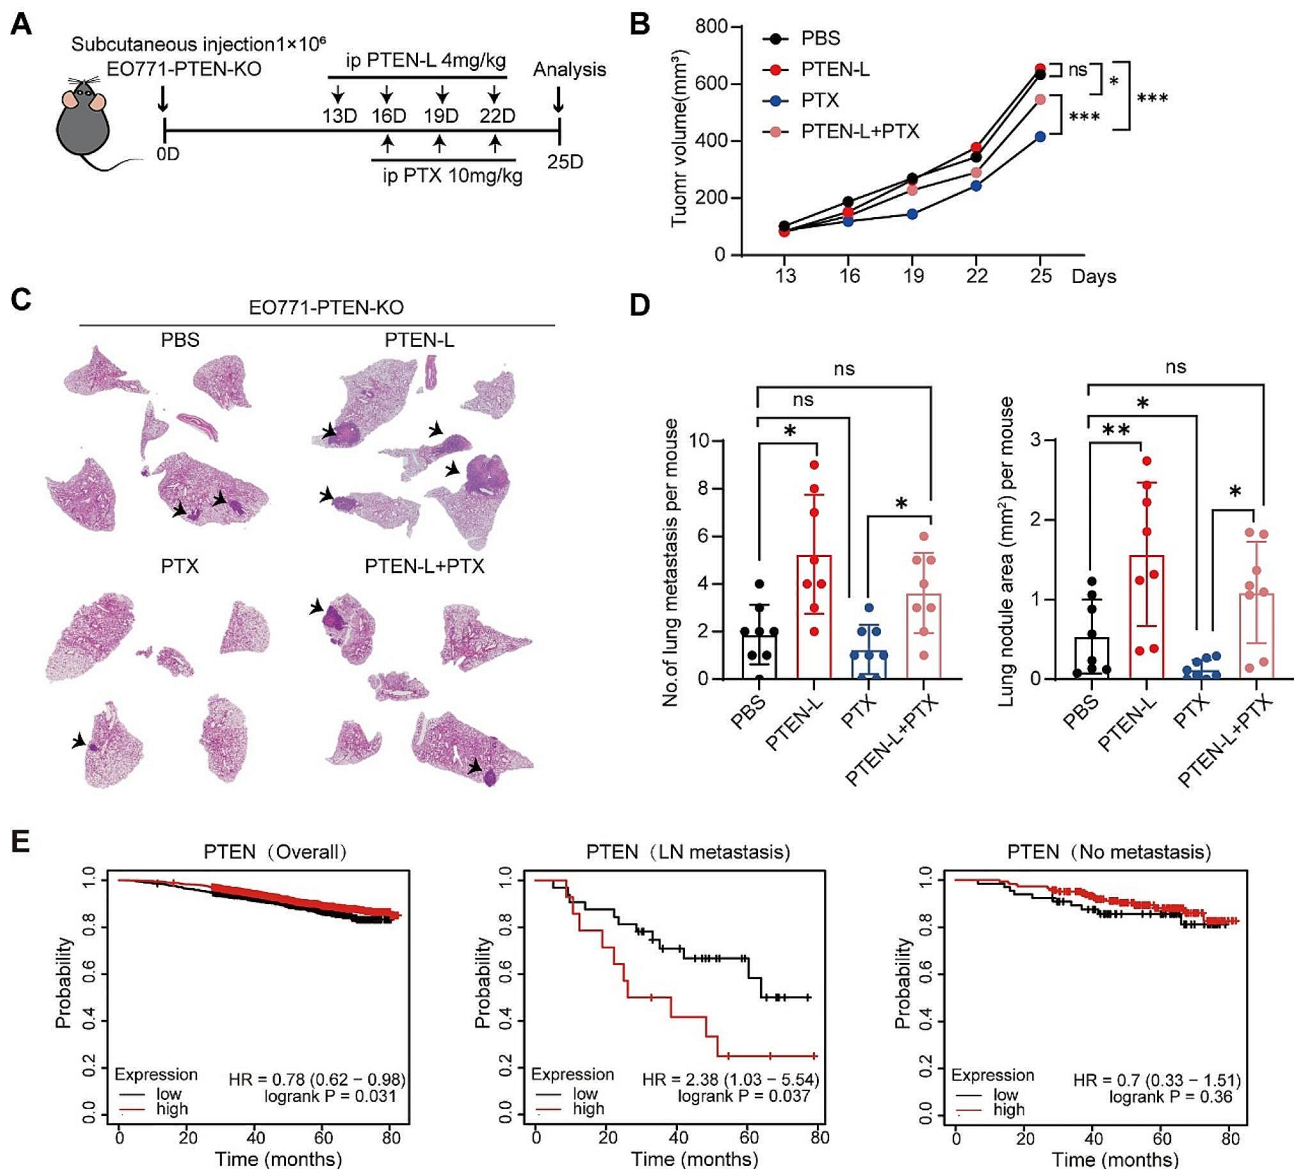 A
Subcutaneous injection1×10⁶
EO771-PTEN-KO
ip PTEN-L 4mg/kg
Analysis
13D 16D 19D 22D
0D
25D
ip PTX 10mg/kg
B
800
600
400
200
0
Tuomr volume(mm³)
PBS
PTEN-L
PTX
PTEN-L+PTX
ns
*
***
***
13 16 19 22 25 Days
C
EO771-PTEN-KO
PBS PTEN-L
PTX PTEN-L+PTX
D
No.of lung metastasis per mouse
10
8
6
4
2
0
ns
ns
*
*
PBS PTEN-L PTX PTEN-L+PTX
Lung nodule area (mm²) per mouse
3
2
1
0
ns
*
**
*
PBS PTEN-L PTX PTEN-L+PTX
E
PTEN（Overall）
Probability
1.0
0.8
0.6
0.4
0.2
0.0
Expression
low
high
HR = 0.78 (0.62 − 0.98)
logrank P = 0.031
0 20 40 60 80
Time (months)
PTEN（LN metastasis)
Probability
1.0
0.8
0.6
0.4
0.2
0.0
Expression
low
high
HR = 2.38 (1.03 − 5.54)
logrank P = 0.037
0 20 40 60 80
Time (months)
PTEN（No metastasis)
Probability
1.0
0.8
0.6
0.4
0.2
0.0
Expression
low
high
HR = 0.7 (0.33 − 1.51)
logrank P = 0.36
0 20 40 60 80
Time (months)